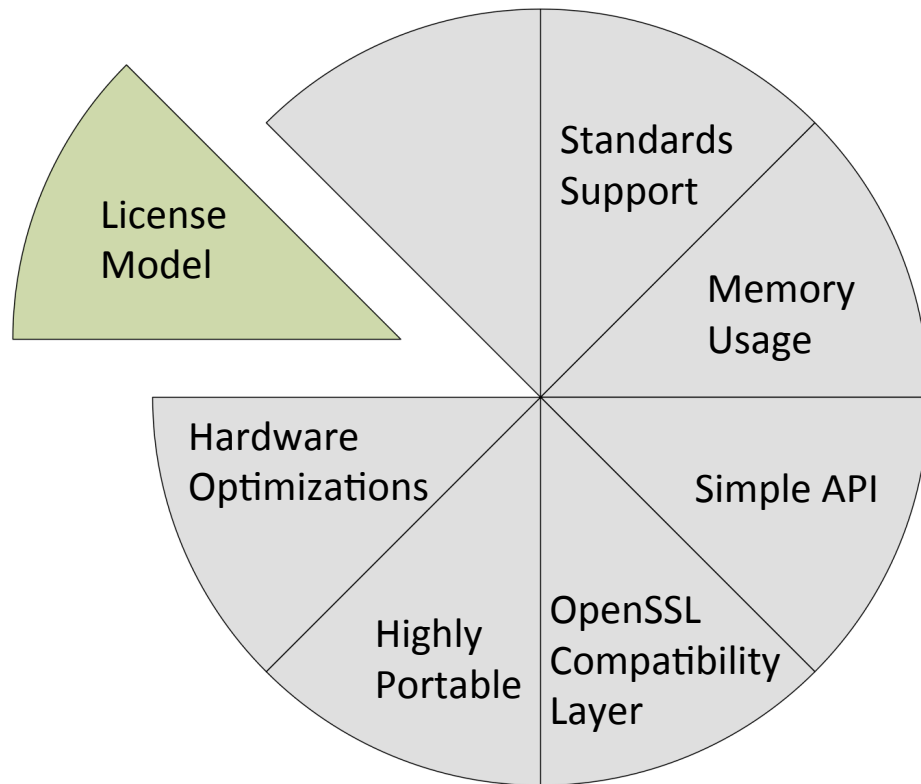 Standards
Support
License
Model
Memory
Usage
Hardware
Optimizations
Simple API
OpenSSL
Compatibility
Layer
Highly
Portable